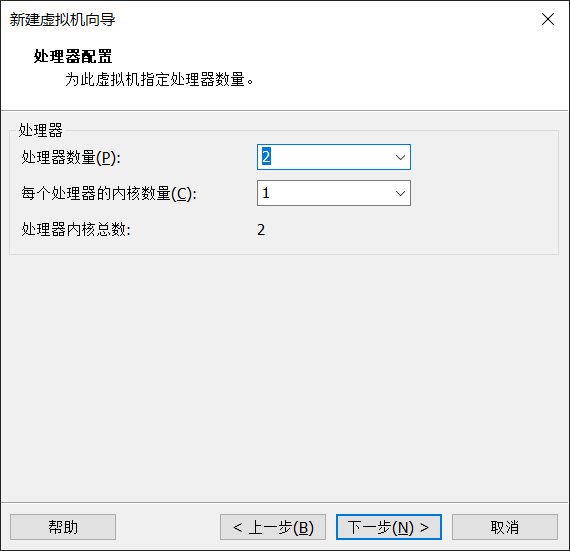 新建虚拟机向导
处理器配置
为此虚拟机指定处理器数量。
处理器
处理器数量(P): 2
每个处理器的内核数量(C): 1
处理器内核总数: 2
帮助 < 上一步(B) 下一步(N) > 取消